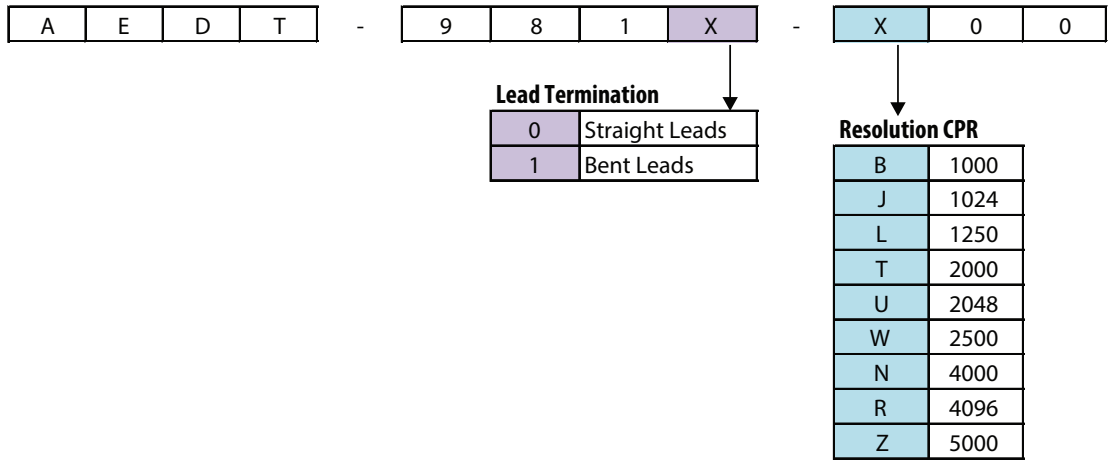 A E D T - 9 8 1 X - X 0 0
Lead Termination
0 Straight Leads
1 Bent Leads
Resolution CPR
B 1000
J 1024
L 1250
T 2000
U 2048
W 2500
N 4000
R 4096
Z 5000